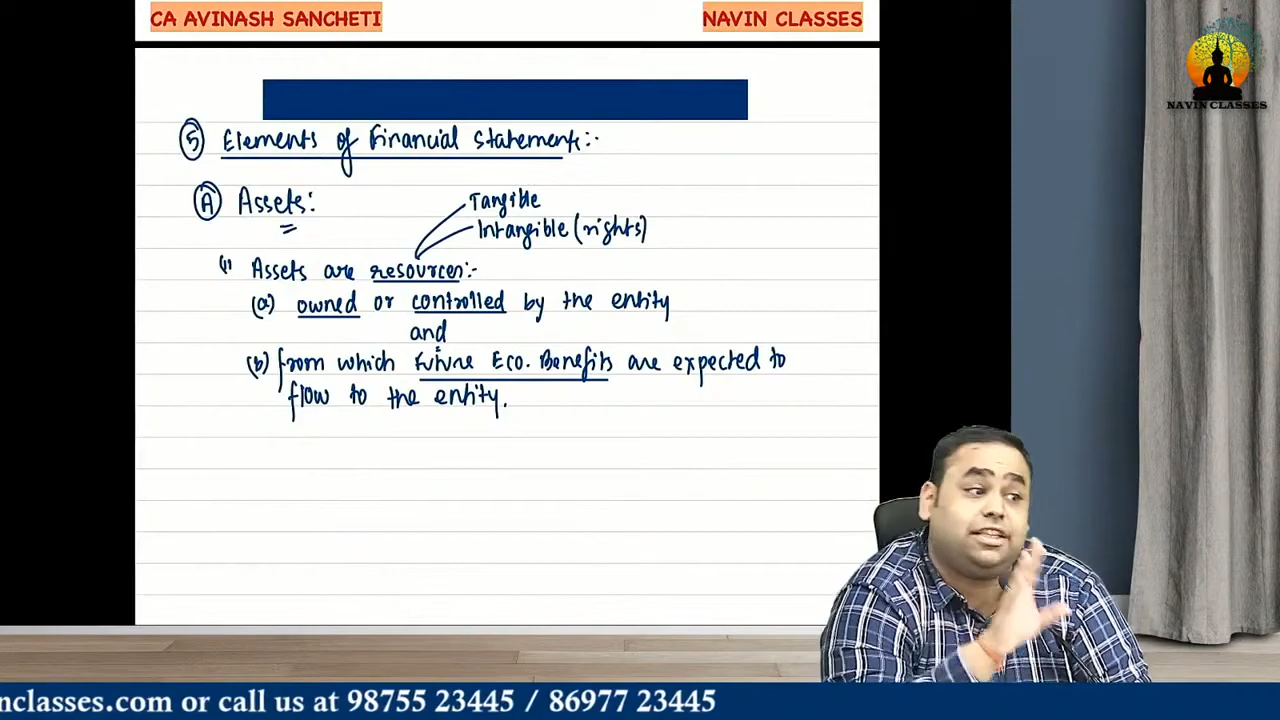 CA AVINASH SANCHETI
NAVIN CLASSES
NAVIN CLASSES
5 Elements of Financial Statements:-
A Assets:
Tangible
Intangible (rights)
(1) Assets are resources:-
(a) owned or controlled by the entity
and
(b) from which future Eco. Benefits are expected to
flow to the entity.
nclasses.com or call us at 98755 23445 / 86977 23445